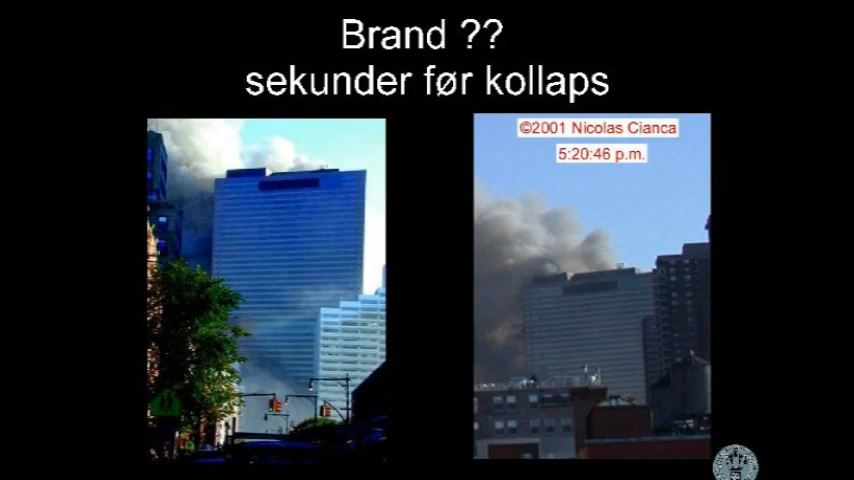 Brand ??
sekunder før kollaps
©2001 Nicolas Cianca
5:20:46 p.m.